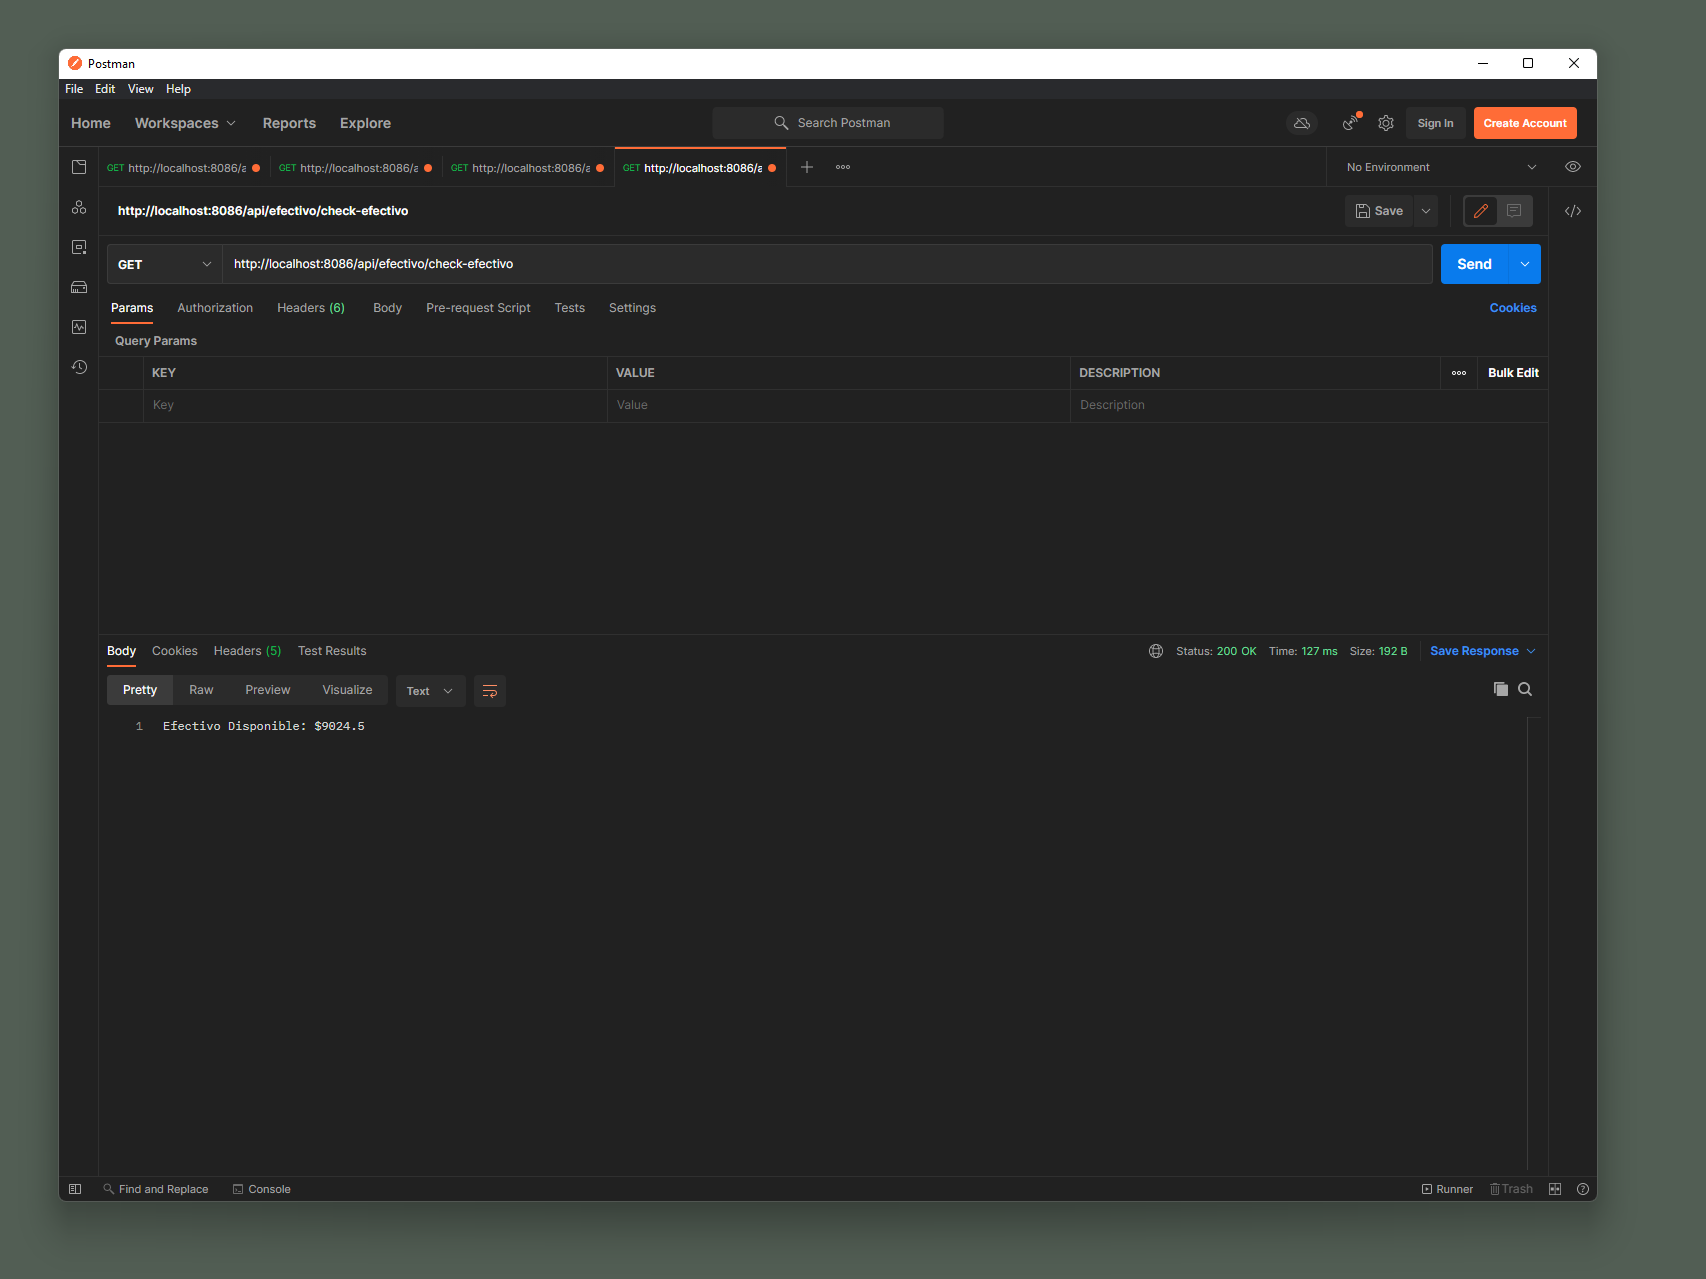 Postman
File Edit View Help
Home Workspaces Reports Explore Search Postman Sign In Create Account
GET http://localhost:8086/a GET http://localhost:8086/a GET http://localhost:8086/a GET http://localhost:8086/a No Environment
http://localhost:8086/api/efectivo/check-efectivo Save
GET http://localhost:8086/api/efectivo/check-efectivo Send
Params Authorization Headers (6) Body Pre-request Script Tests Settings Cookies
Query Params
KEY VALUE DESCRIPTION Bulk Edit
Key Value Description
Body Cookies Headers (5) Test Results Status: 200 OK Time: 127 ms Size: 192 B Save Response
Pretty Raw Preview Visualize Text
1 Efectivo Disponible: $9024.5
Find and Replace Console Runner Trash